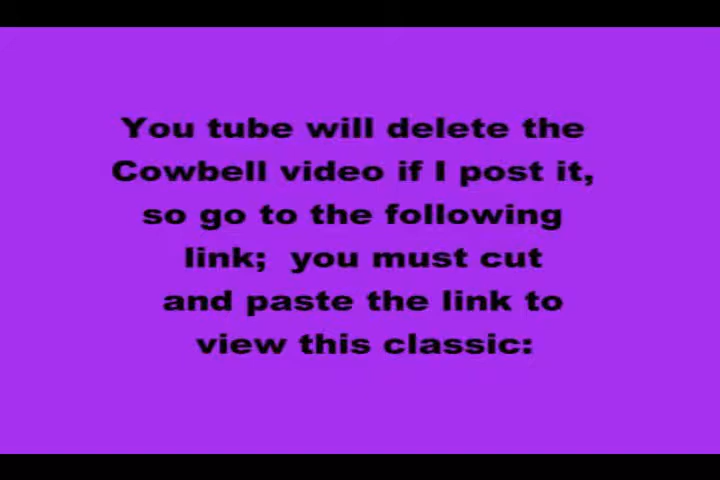 You tube will delete the
Cowbell video if I post it,
so go to the following
link;  you must cut
and paste the link to
view this classic: